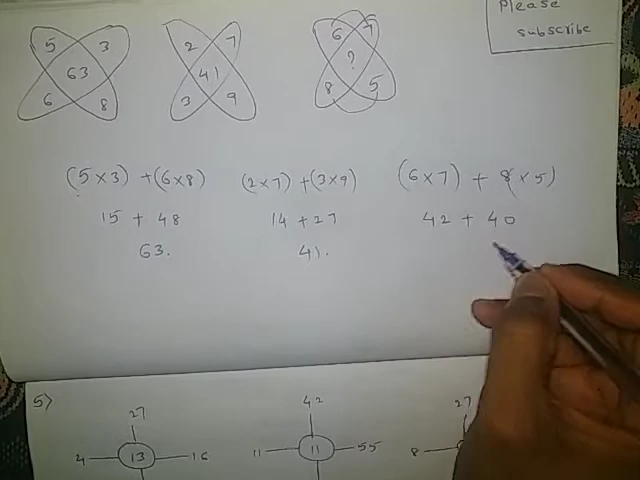 Please
subscribe
5 3
63
6 8
2 7
41
3 9
6 7
?
8 5
(5×3) +(6×8)
15 + 48
63.
(2×7) +(3×9)
14 + 27
41.
(6×7) + 8(×5)
42 + 40
5>
27
4 13 16
42
11 11 55
27
8